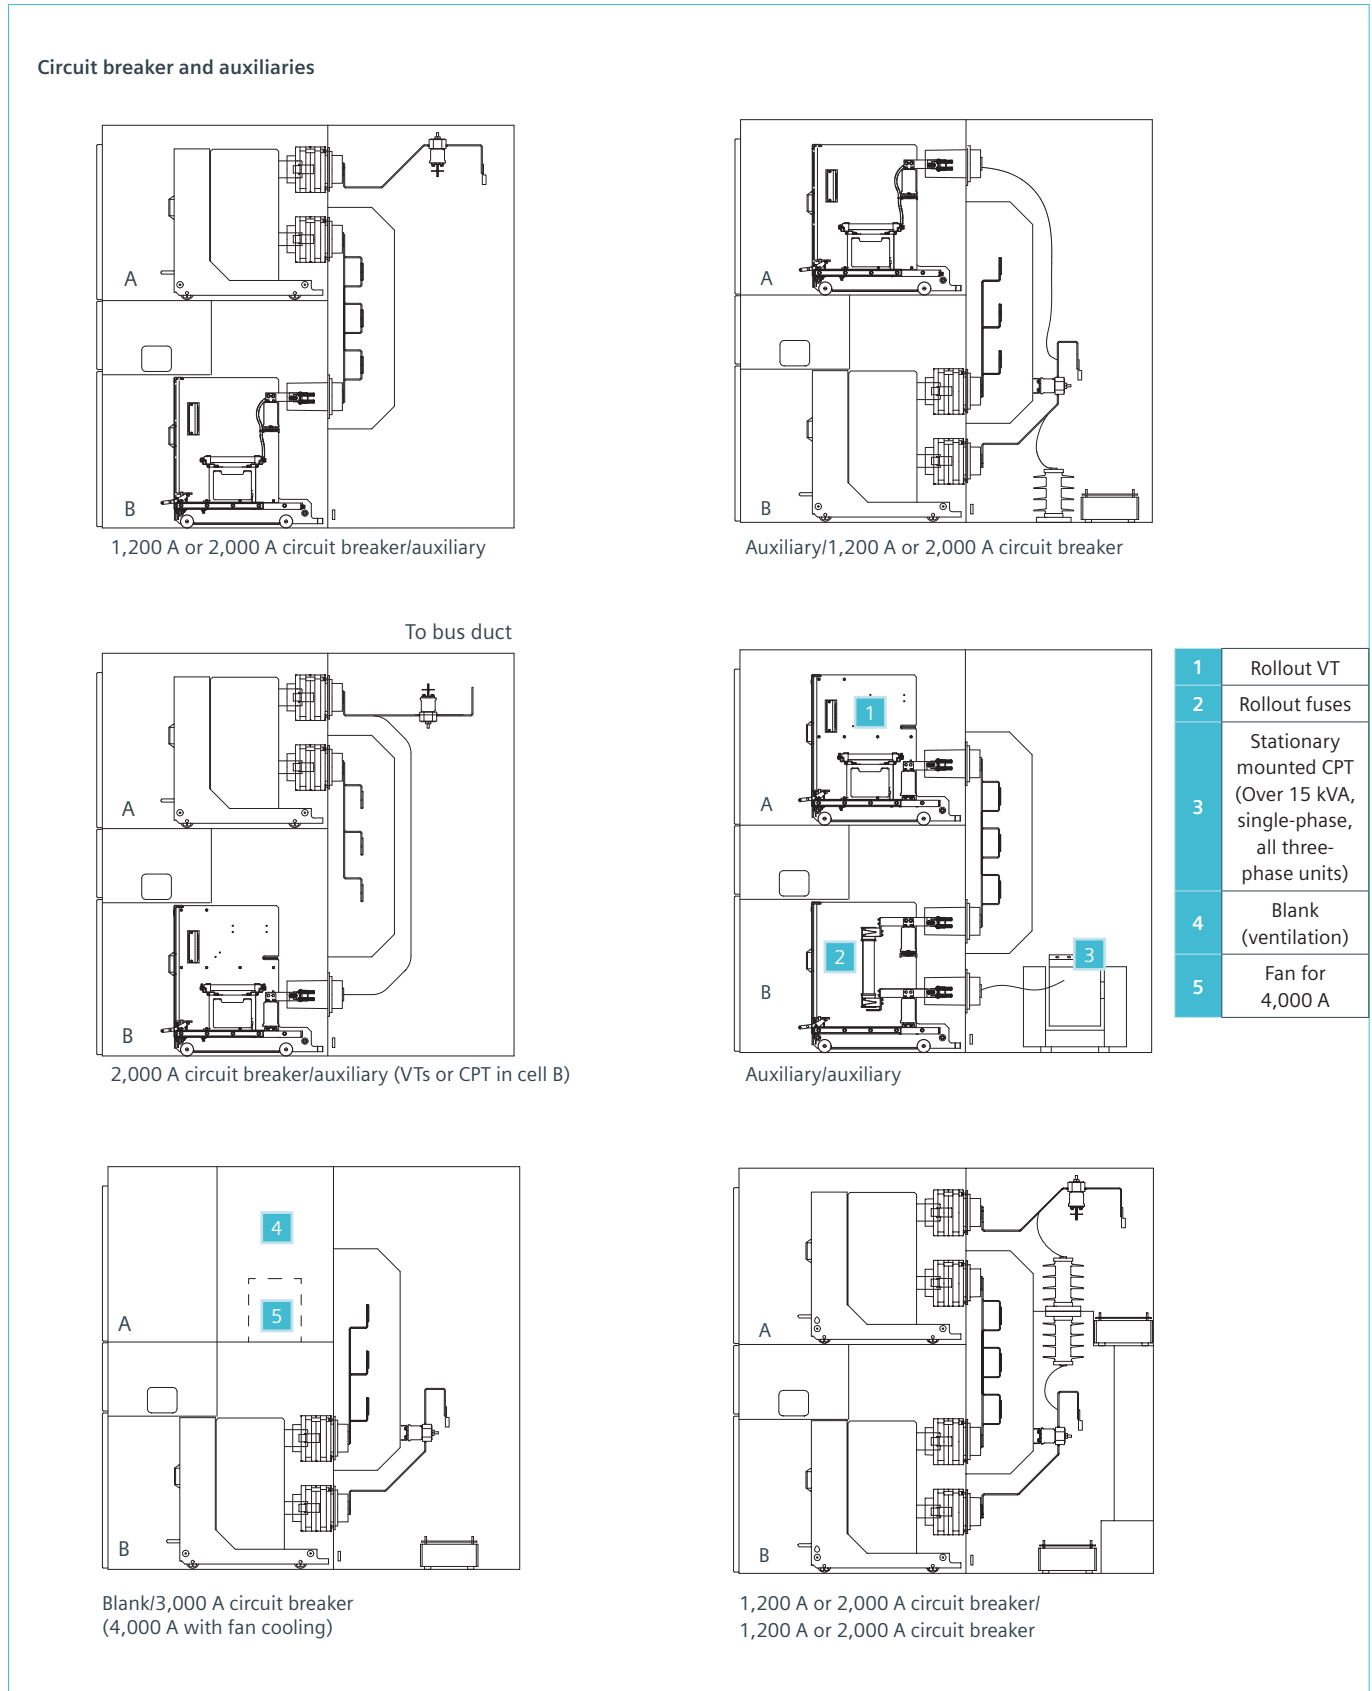 Circuit breaker and auxiliaries
A
B
1,200 A or 2,000 A circuit breaker/auxiliary
A
B
Auxiliary/1,200 A or 2,000 A circuit breaker
To bus duct
A
B
2,000 A circuit breaker/auxiliary (VTs or CPT in cell B)
1
A
2
3
B
Auxiliary/auxiliary
1 Rollout VT
2 Rollout fuses
3 Stationary
mounted CPT
(Over 15 kVA,
single-phase,
all three-
phase units)
4 Blank
(ventilation)
5 Fan for
4,000 A
4
5
A
B
Blank/3,000 A circuit breaker
(4,000 A with fan cooling)
A
B
1,200 A or 2,000 A circuit breaker/
1,200 A or 2,000 A circuit breaker